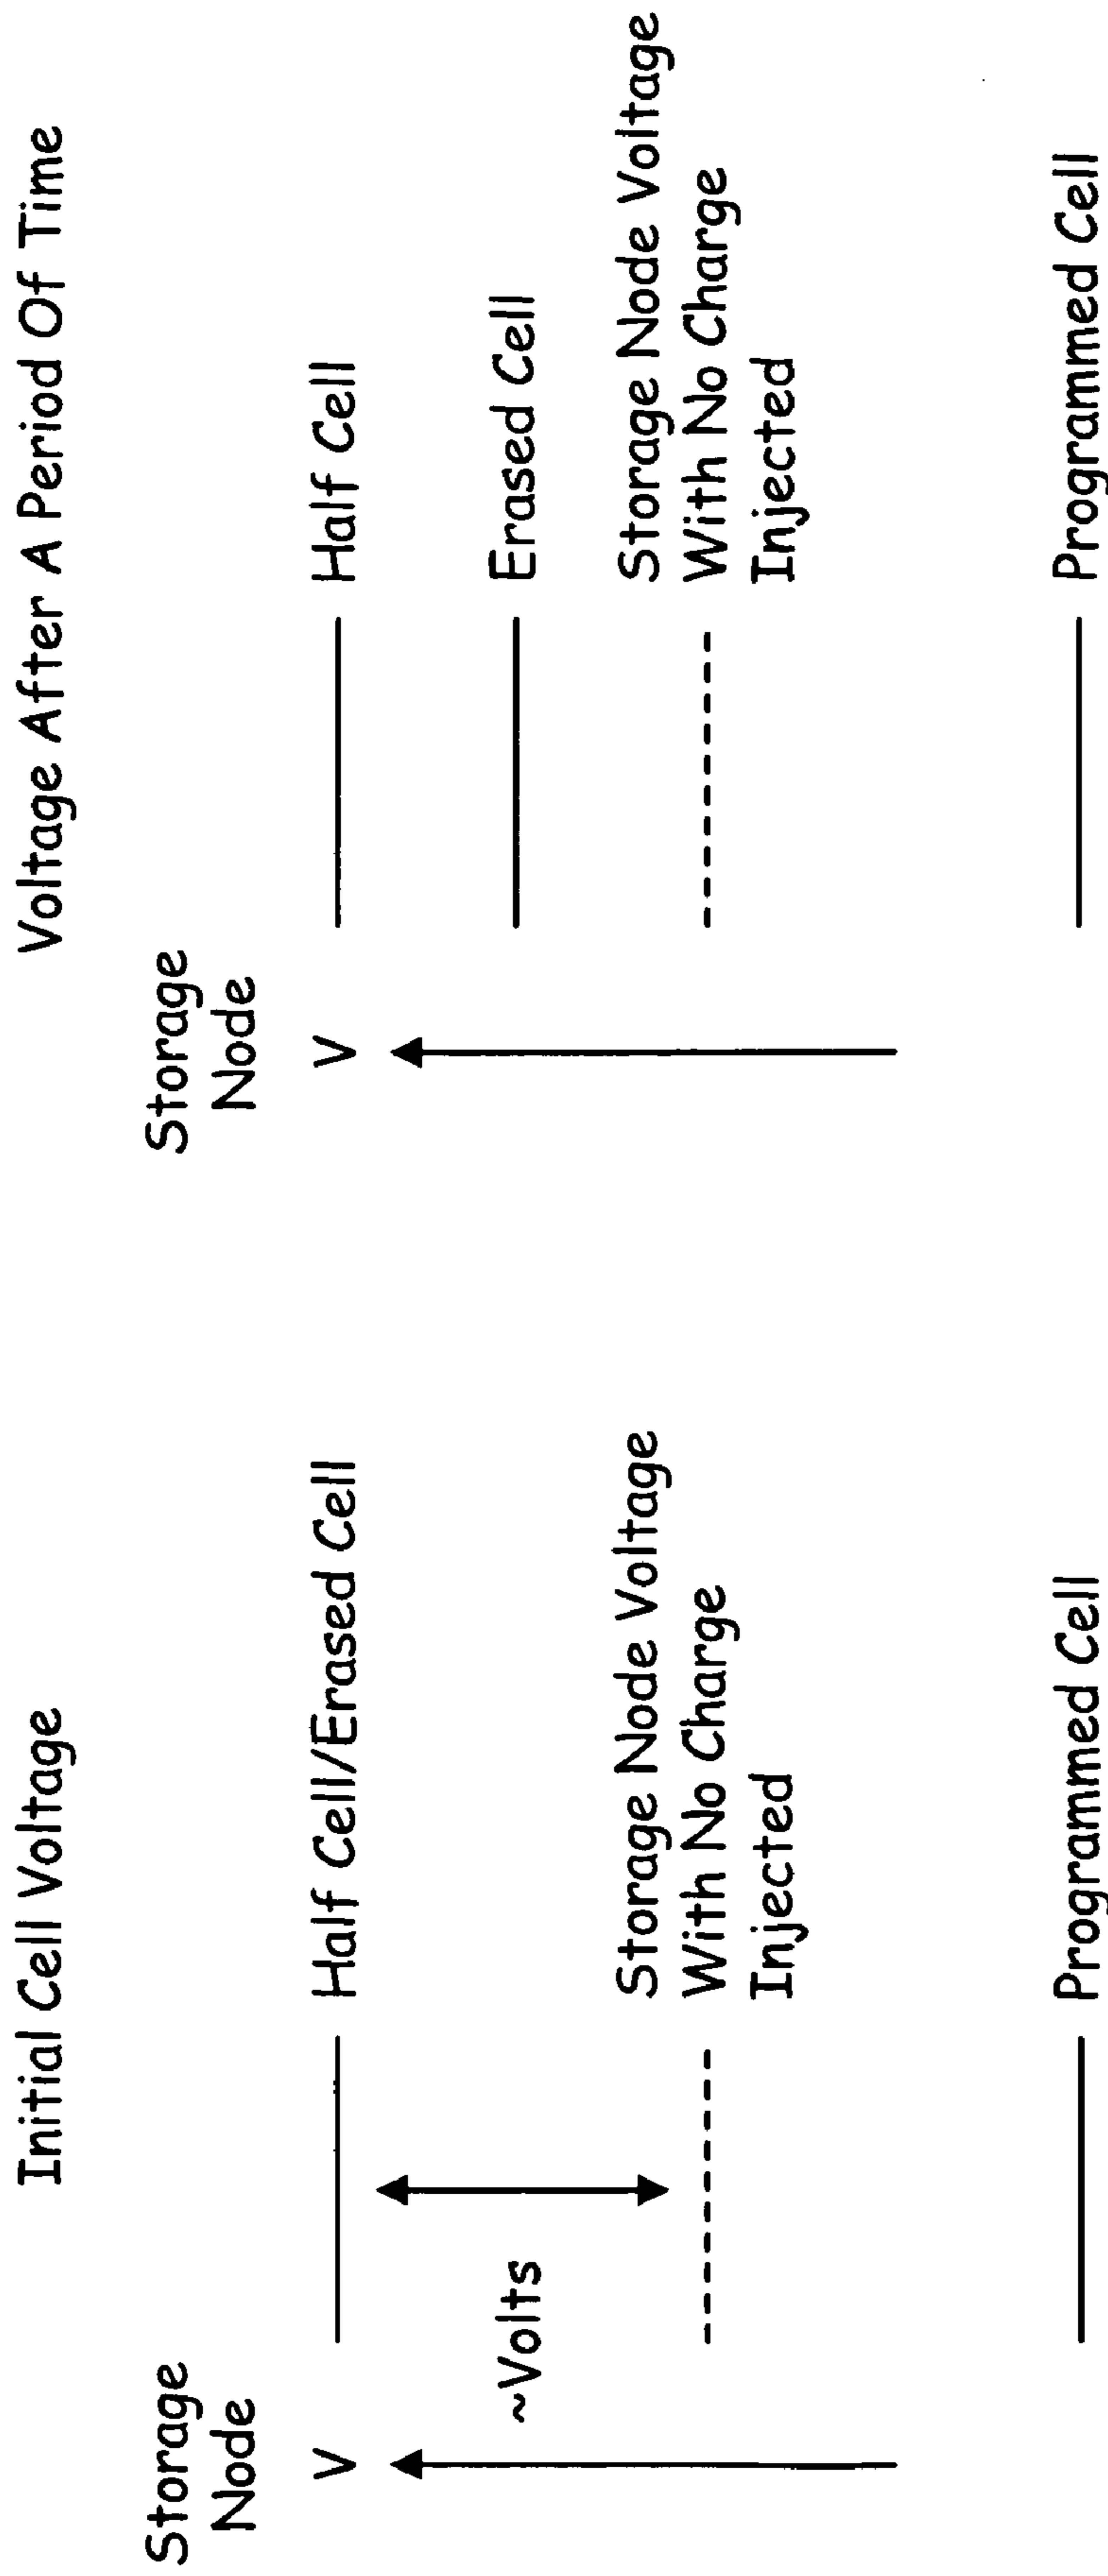 Initial Cell Voltage
Storage
Node
V
~Volts
Half Cell/Erased Cell
Storage Node Voltage
With No Charge
Injected
Programmed Cell
Voltage After A Period Of Time
Storage
Node
V
Half Cell
Erased Cell
Storage Node Voltage
With No Charge
Injected
Programmed Cell